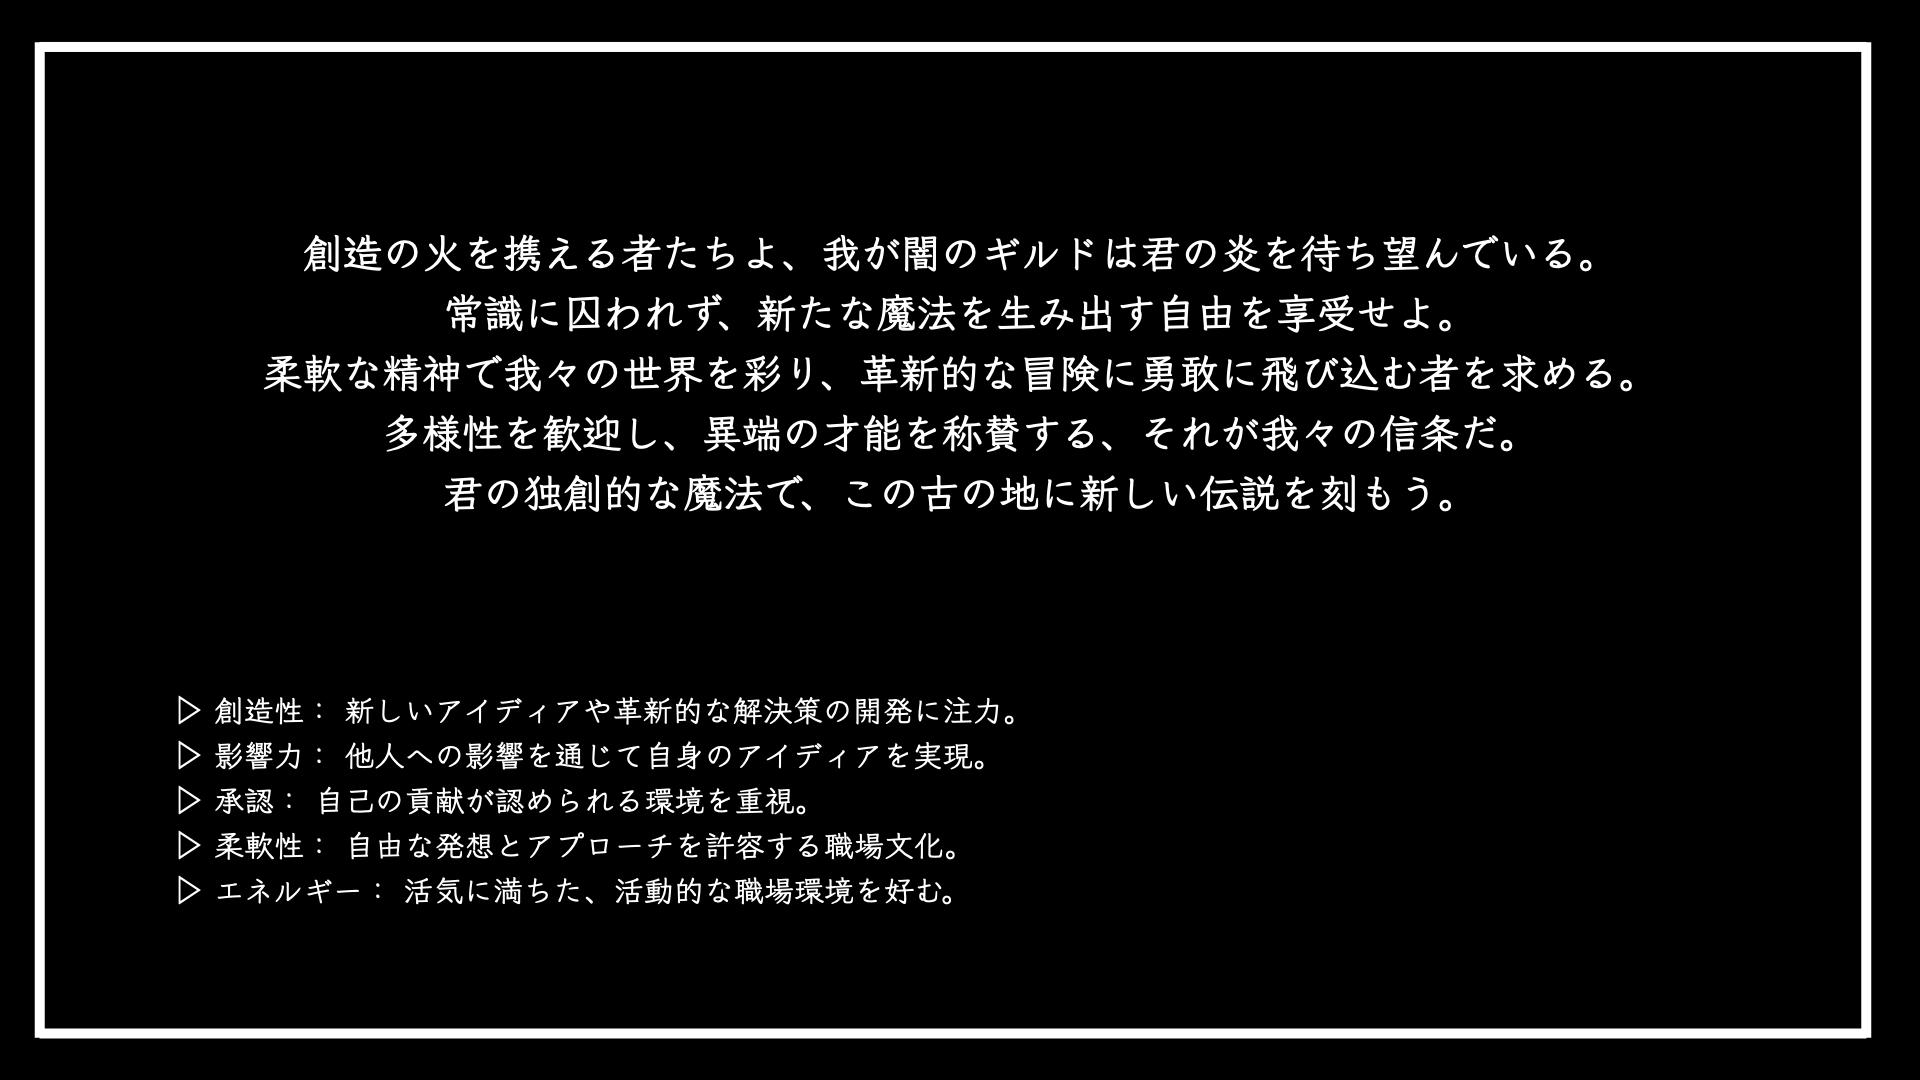 創造の火を携える者たちよ、我が闇のギルドは君の炎を待ち望んでいる。
常識に囚われず、新たな魔法を生み出す自由を享受せよ。
柔軟な精神で我々の世界を彩り、革新的な冒険に勇敢に飛び込む者を求める。
多様性を歓迎し、異端の才能を称賛する、それが我々の信条だ。
君の独創的な魔法で、この古の地に新しい伝説を刻もう。
▷ 創造性： 新しいアイディアや革新的な解決策の開発に注力。
▷ 影響力： 他人への影響を通じて自身のアイディアを実現。
▷ 承認： 自己の貢献が認められる環境を重視。
▷ 柔軟性： 自由な発想とアプローチを許容する職場文化。
▷ エネルギー： 活気に満ちた、活動的な職場環境を好む。